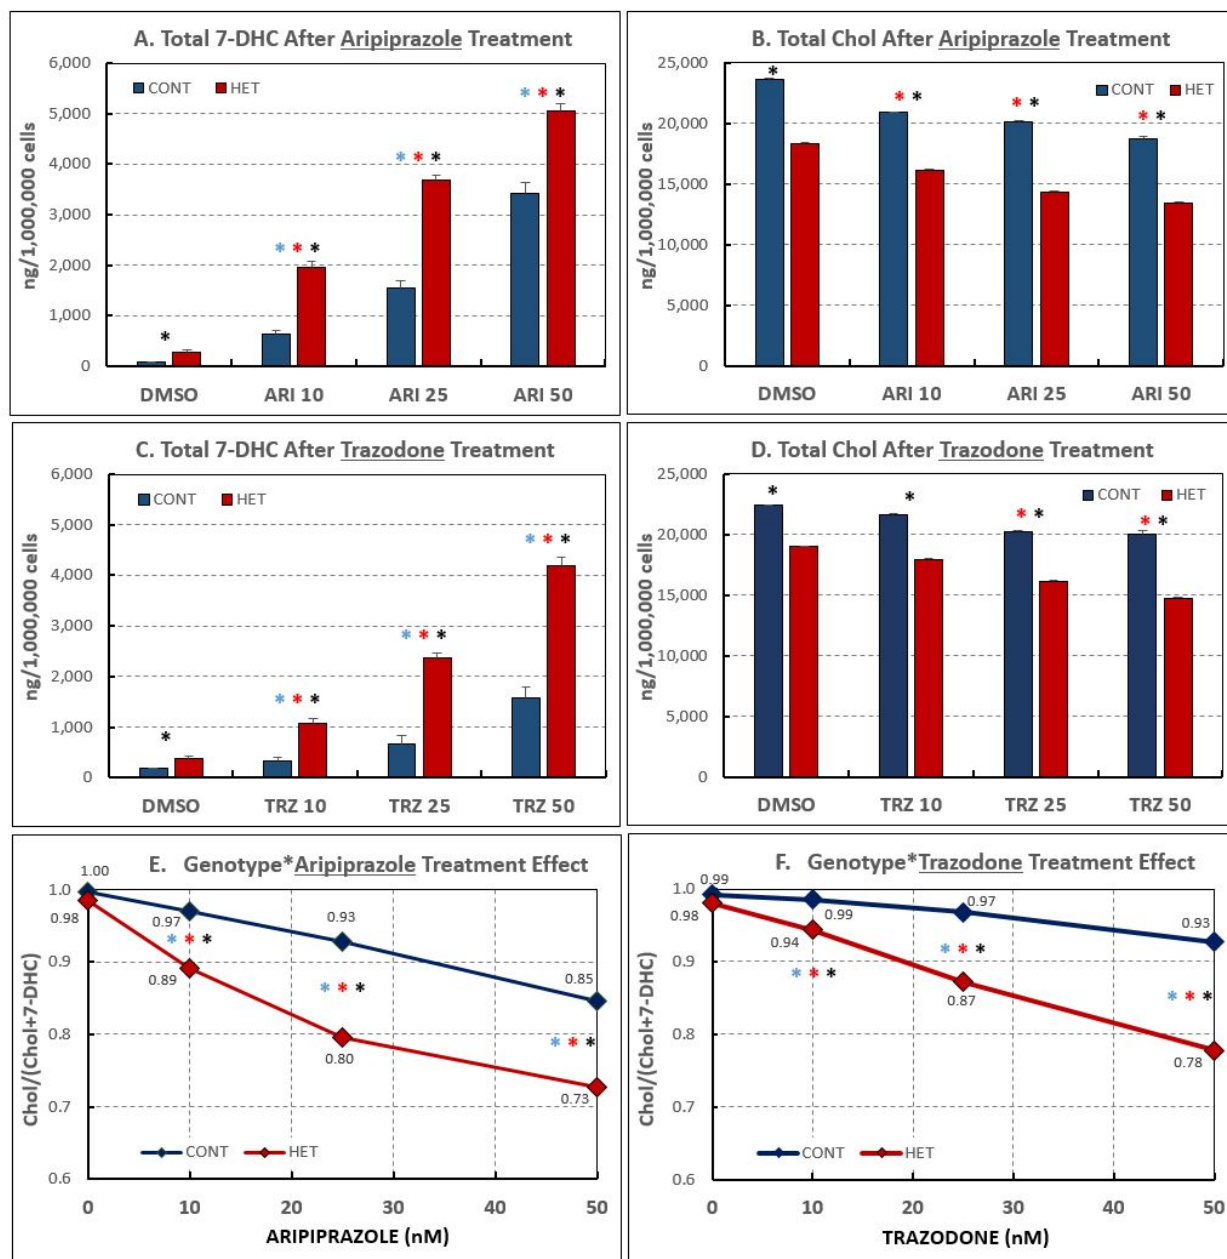 A. Total 7-DHC After Aripiprazole Treatment
6,000
5,000
4,000
3,000
2,000
1,000
0
ng/1,000,000 cells
CONT HET
*
* * *
* * *
* * *
DMSO ARI 10 ARI 25 ARI 50
B. Total Chol After Aripiprazole Treatment
25,000
20,000
15,000
10,000
5,000
0
ng/1,000,000 cells
CONT HET
*
* *
* *
* *
DMSO ARI 10 ARI 25 ARI 50
C. Total 7-DHC After Trazodone Treatment
6,000
5,000
4,000
3,000
2,000
1,000
0
ng/1,000,000 cells
CONT HET
*
* * *
* * *
* * *
DMSO TRZ 10 TRZ 25 TRZ 50
D. Total Chol After Trazodone Treatment
25,000
20,000
15,000
10,000
5,000
0
ng/1,000,000 cells
CONT HET
*
*
* *
* *
DMSO TRZ 10 TRZ 25 TRZ 50
E. Genotype*Aripiprazole Treatment Effect
1.0
0.9
0.8
0.7
0.6
Chol/(Chol+7-DHC)
1.00
0.97
0.93
0.85
0.98
0.89
0.80
0.73
* * *
* * *
* * *
CONT HET
0 10 20 30 40 50
ARIPIPRAZOLE (nM)
F. Genotype*Trazodone Treatment Effect
1.0
0.9
0.8
0.7
0.6
Chol/(Chol+7-DHC)
0.99
0.99
0.97
0.93
0.98
0.94
0.87
0.78
* * *
* * *
* * *
CONT HET
0 10 20 30 40 50
TRAZODONE (nM)